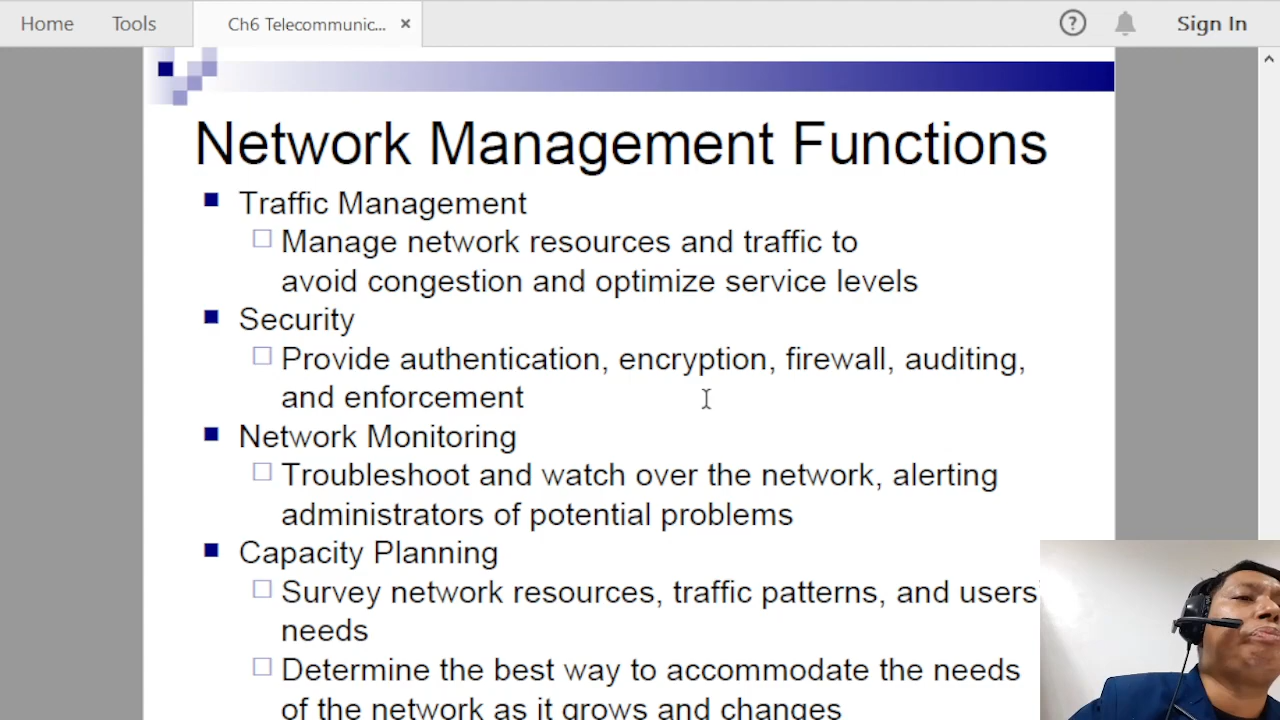 Home Tools Ch6 Telecommunic... × ? Sign In
Network Management Functions
Traffic Management
Manage network resources and traffic to
avoid congestion and optimize service levels
Security
Provide authentication, encryption, firewall, auditing,
and enforcement
Network Monitoring
Troubleshoot and watch over the network, alerting
administrators of potential problems
Capacity Planning
Survey network resources, traffic patterns, and users
needs
Determine the best way to accommodate the needs
of the network as it grows and changes